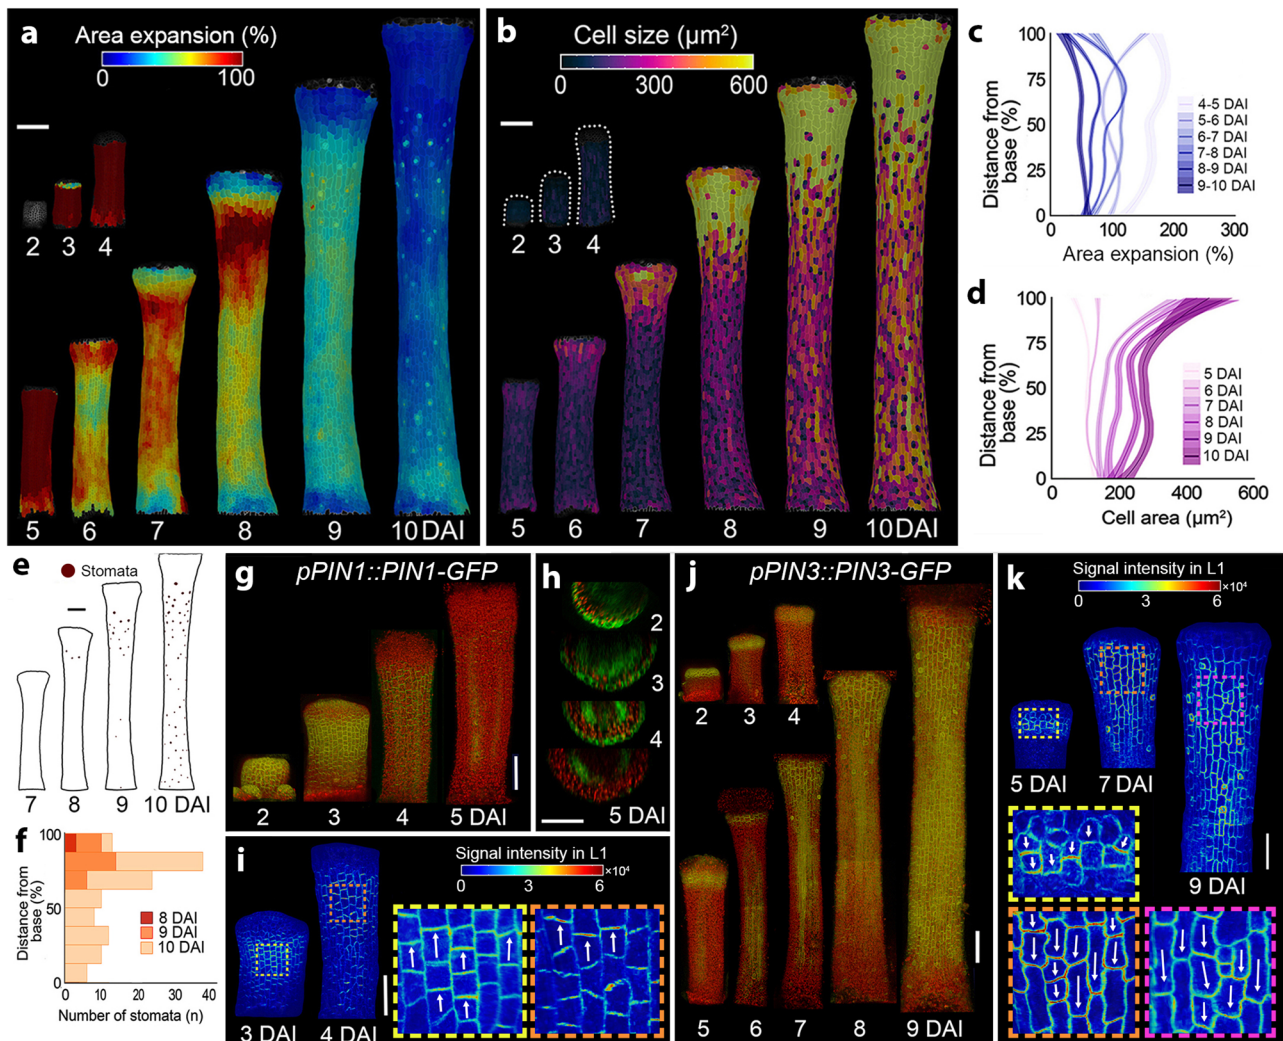 a
Area expansion (%)
0 100
2 3 4
5 6 7 8 9 10 DAI
b
Cell size (µm²)
0 300 600
2 3 4
5 6 7 8 9 10 DAI
c
Distance from
base (%)
100
75
50
25
0
0 100 200 300
Area expansion (%)
4-5 DAI
5-6 DAI
6-7 DAI
7-8 DAI
8-9 DAI
9-10 DAI
d
Distance from
base (%)
100
75
50
25
0
0 200 400 600
Cell area (µm²)
5 DAI
6 DAI
7 DAI
8 DAI
9 DAI
10 DAI
e
Stomata
7 8 9 10 DAI
f
Distance from
base (%)
100
50
0
0 10 20 30 40
Number of stomata (n)
8 DAI
9 DAI
10 DAI
g
pPIN1::PIN1-GFP
2 3 4 5 DAI
h
2
3
4
5 DAI
i
Signal intensity in L1
0 3 6 ×10⁴
3 DAI 4 DAI
j
pPIN3::PIN3-GFP
2 3 4
5 6 7 8 9 DAI
k
Signal intensity in L1
0 3 6 ×10⁴
5 DAI 7 DAI
9 DAI